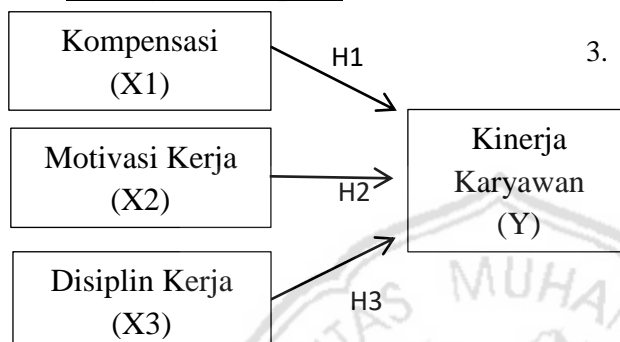 Kompensasi
(X1)
H1
3.
Motivasi Kerja
(X2)
H2
Kinerja
Karyawan
(Y)
Disiplin Kerja
(X3)
H3
MUHA